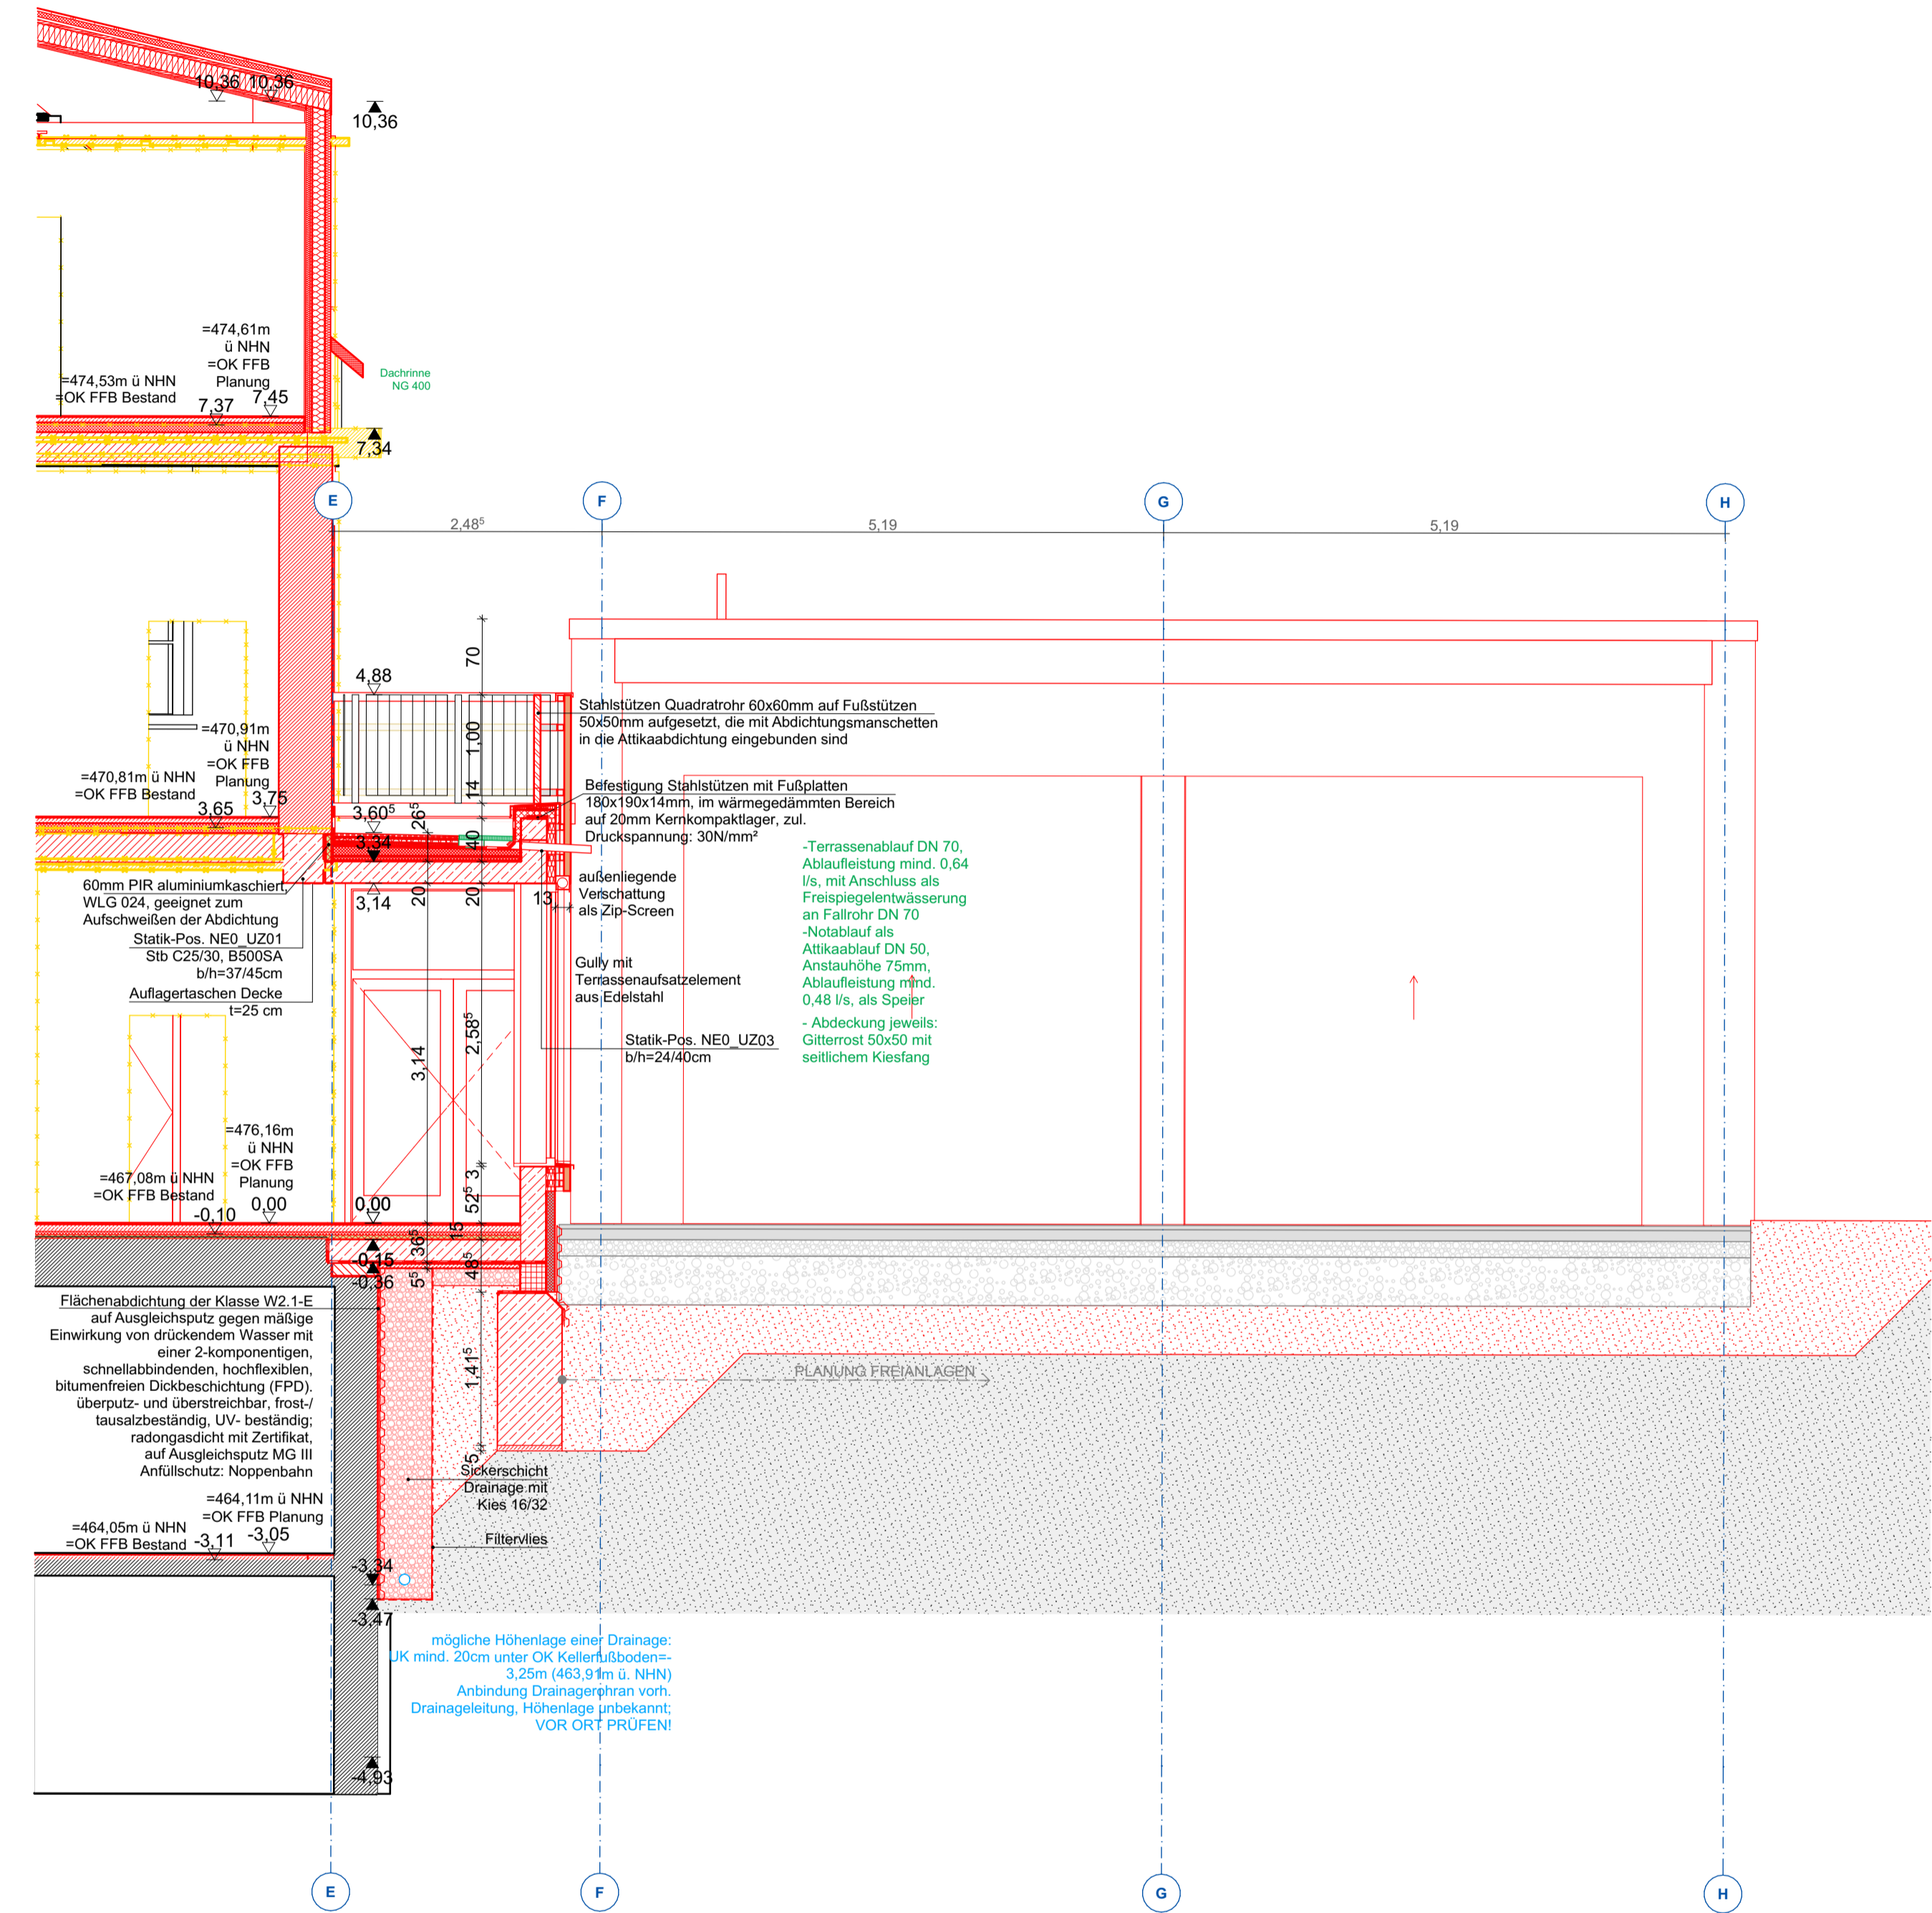 10,36 10,36
10,36
=474,61m
ü NHN
=OK FFB
Planung
=474,53m ü NHN
=OK FFB Bestand
7,37 7,45
Dachrinne
NG 400
7,34
E F G H
2,48⁵ 5,19 5,19
70
4,88
1,00
14
Stahlstützen Quadratrohr 60x60mm auf Fußstützen
50x50mm aufgesetzt, die mit Abdichtungsmanschetten
in die Attikaabdichtung eingebunden sind
=470,91m
ü NHN
=OK FFB
Planung
=470,81m ü NHN
=OK FFB Bestand
3,65 3,75
Befestigung Stahlstützen mit Fußplatten
180x190x14mm, im wärmegedämmten Bereich
auf 20mm Kernkompaktlager, zul.
Druckspannung: 30N/mm²
3,60⁵
26⁵
3,34
40
3,14
20
20
13
60mm PIR aluminiumkaschiert,
WLG 024, geeignet zum
Aufschweißen der Abdichtung
Statik-Pos. NE0_UZ01
Stb C25/30, B500SA
b/h=37/45cm
Auflagertaschen Decke
t=25 cm
außenliegende
Verschattung
als Zip-Screen
Gully mit
Terrassenaufsatzelement
aus Edelstahl
Statik-Pos. NE0_UZ03
b/h=24/40cm
-Terrassenablauf DN 70,
Ablaufleistung mind. 0,64
l/s, mit Anschluss als
Freispiegelentwässerung
an Fallrohr DN 70
-Notablauf als
Attikaablauf DN 50,
Anstauhöhe 75mm,
Ablaufleistung mind.
0,48 l/s, als Speier
- Abdeckung jeweils:
Gitterrost 50x50 mit
seitlichem Kiesfang
3,14
2,58⁵
=476,16m
ü NHN
=OK FFB
Planung
=467,08m ü NHN
=OK FFB Bestand
-0,10 0,00
0,00
3
52⁵
15
36⁵
48⁵
5⁵
-0,15
-0,36
Flächenabdichtung der Klasse W2.1-E
auf Ausgleichsputz gegen mäßige
Einwirkung von drückendem Wasser mit
einer 2-komponentigen,
schnellabbindenden, hochflexiblen,
bitumenfreien Dickbeschichtung (FPD).
überputz- und überstreichbar, frost-/
tausalzbeständig, UV- beständig;
radongasdicht mit Zertifikat,
auf Ausgleichsputz MG III
Anfüllschutz: Noppenbahn
1,41⁵
5
PLANUNG FREIANLAGEN
Sickerschicht
Drainage mit
Kies 16/32
Filtervlies
=464,11m ü NHN
=OK FFB Planung
=464,05m ü NHN
=OK FFB Bestand
-3,11 -3,05
-3,34
-3,47
mögliche Höhenlage einer Drainage:
UK mind. 20cm unter OK Kellerfußboden=-
3,25m (463,91m ü. NHN)
Anbindung Drainagerohran vorh.
Drainageleitung, Höhenlage unbekannt;
VOR ORT PRÜFEN!
-4,93
E F G H